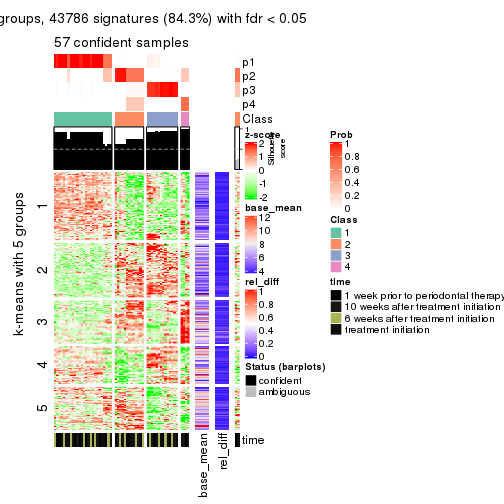 groups, 43786 signatures (84.3%) with fdr < 0.05
57 confident samples
p1
p2
p3
p4
Class
1
Silhouette
score
k-means with 5 groups
1
2
3
4
5
base_mean
rel_diff
time
z-score
2
1
0
-1
-2
base_mean
12
10
8
6
4
rel_diff
1
0.8
0.6
0.4
0.2
0
Status (barplots)
confident
ambiguous
Prob
1
0.8
0.6
0.4
0.2
0
Class
1
2
3
4
time
1 week prior to periodontal therapy
10 weeks after treatment initiation
6 weeks after treatment initiation
treatment initiation